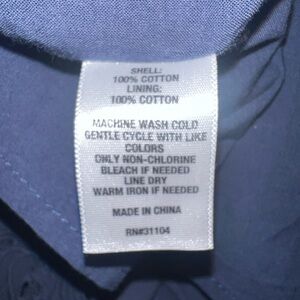 SHELL:
100% COTTON
LINING:
100% COTTON
MACHINE WASH COLD
GENTLE CYCLE WITH LIKE
COLORS
ONLY NON-CHLORINE
BLEACH IF NEEDED
LINE DRY
WARM IRON IF NEEDED
MADE IN CHINA
RN#31104